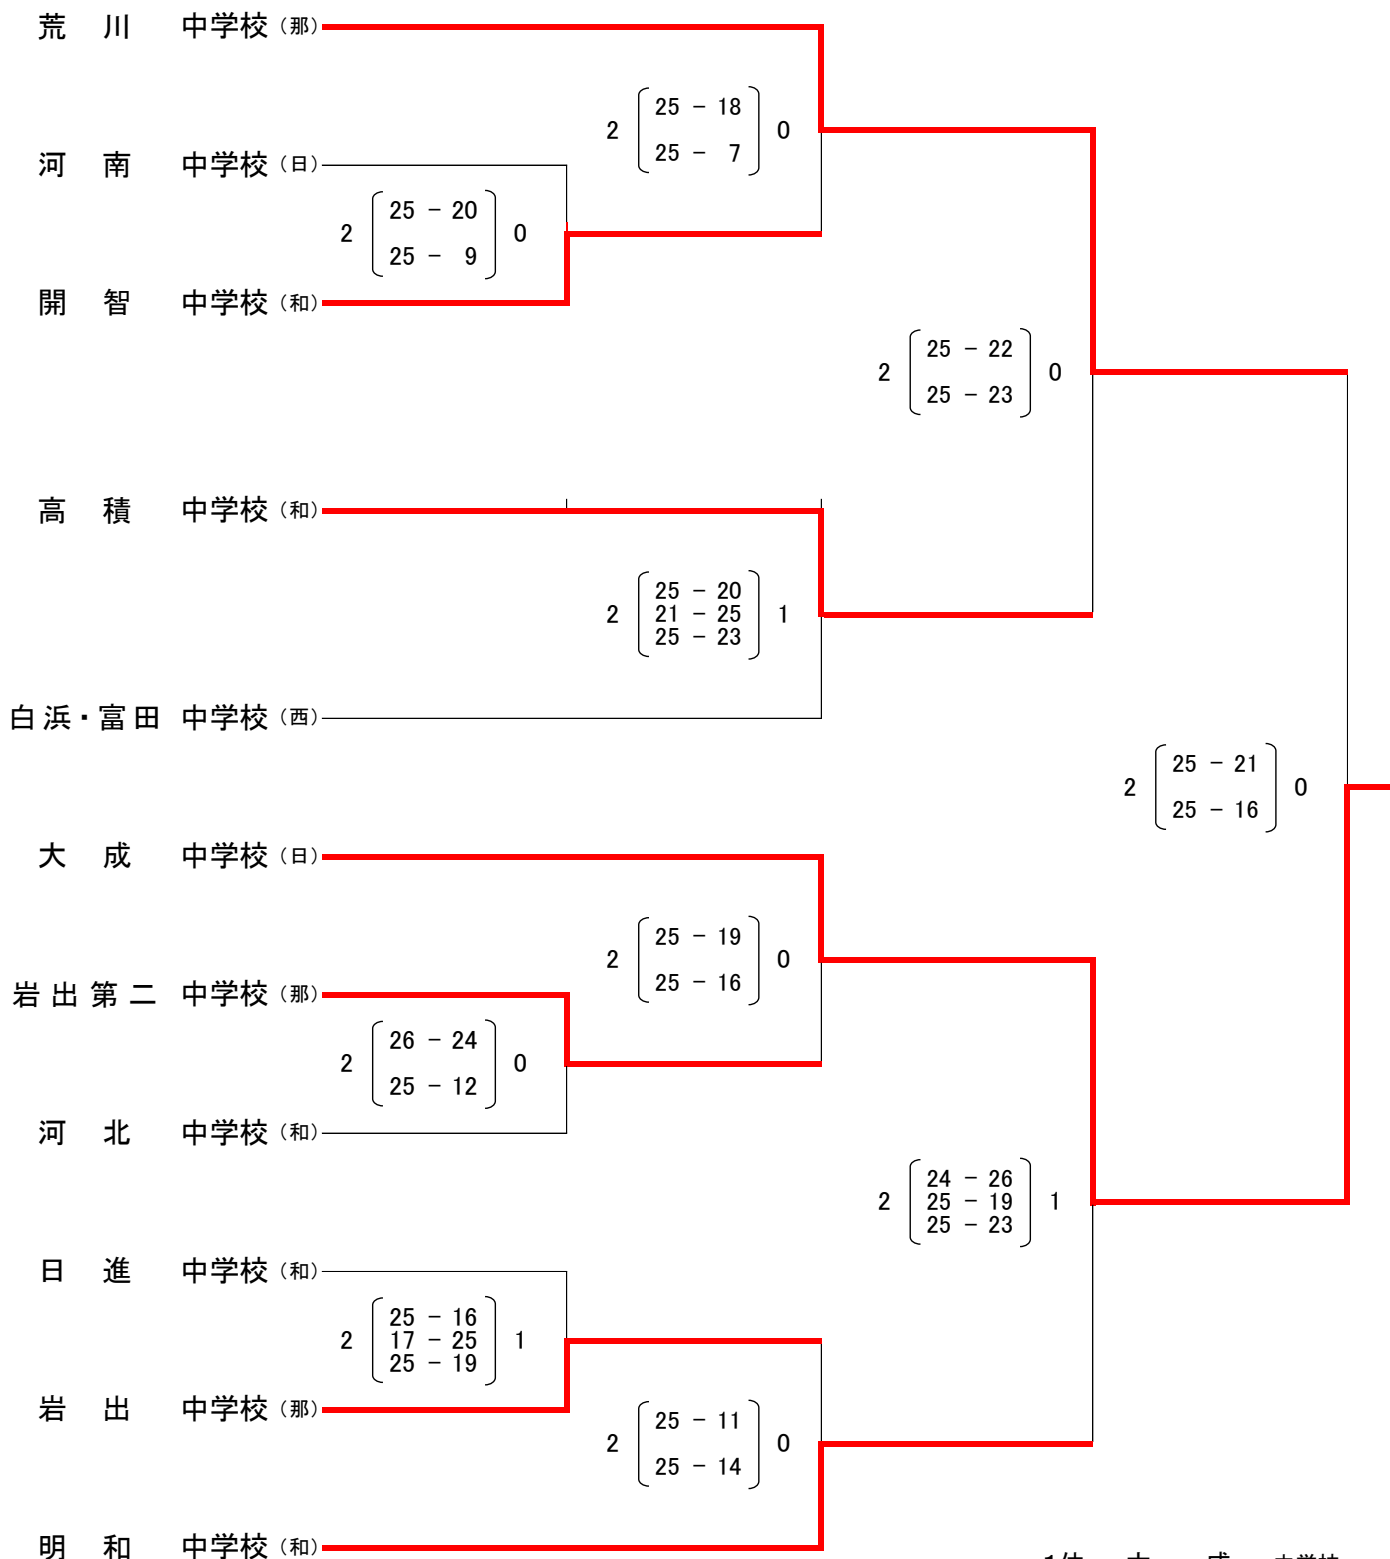 荒川 中学校（那）
2 25 - 18 0
25 - 7
河南 中学校（日）
2 25 - 20 0
25 - 9
開智 中学校（和）
2 25 - 22 0
25 - 23
高積 中学校（和）
2 25 - 20 1
21 - 25
25 - 23
白浜・富田 中学校（西）
2 25 - 21 0
25 - 16
大成 中学校（日）
2 25 - 19 0
25 - 16
岩出第二 中学校（那）
2 26 - 24 0
25 - 12
河北 中学校（和）
2 24 - 26 1
25 - 19
25 - 23
日進 中学校（和）
2 25 - 16 1
17 - 25
25 - 19
岩出 中学校（那）
2 25 - 11 0
25 - 14
明和 中学校（和）
1位 大成 中学校